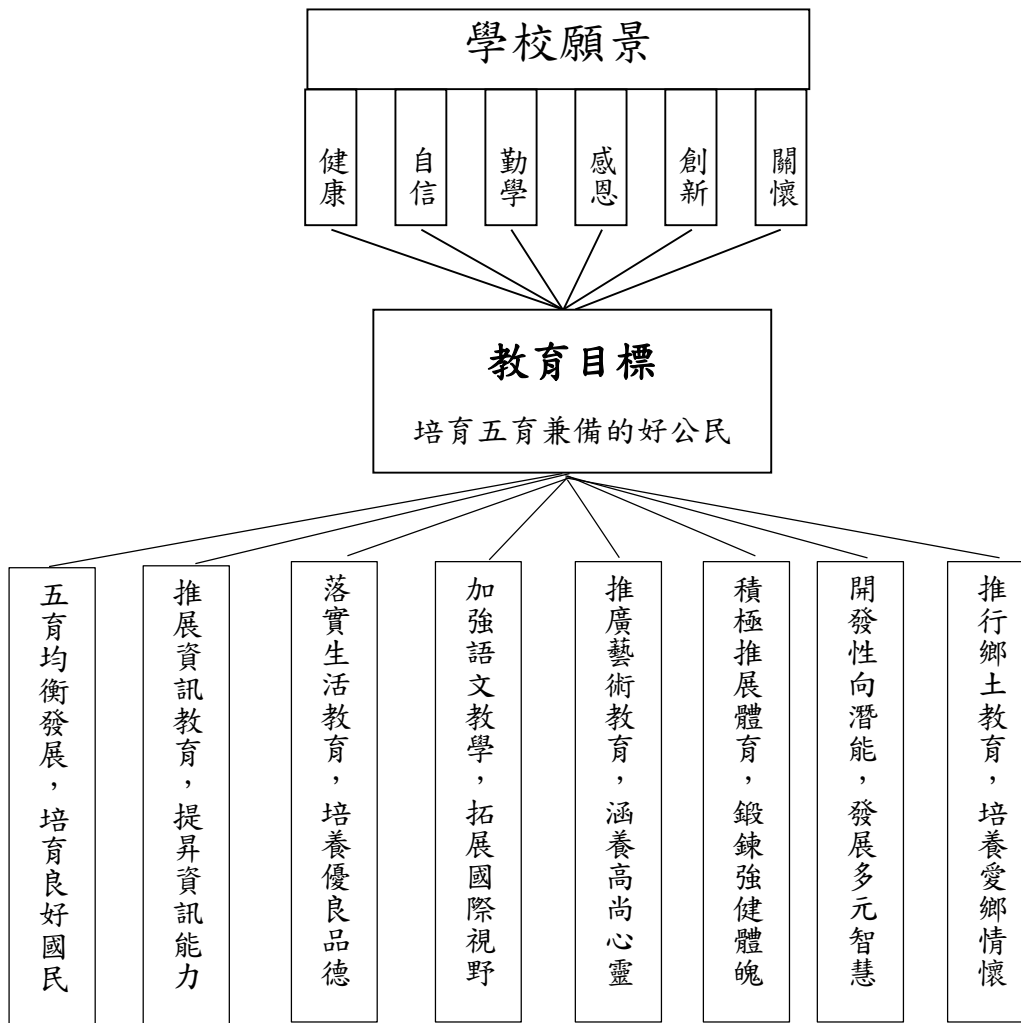 學校願景
健康
自信
勤學
感恩
創新
關懷
教育目標
培育五育兼備的好公民
五育均衡發展，培育良好國民
推展資訊教育，提昇資訊能力
落實生活教育，培養優良品德
加強語文教學，拓展國際視野
推廣藝術教育，涵養高尚心靈
積極推展體育，鍛鍊強健體魄
開發性向潛能，發展多元智慧
推行鄉土教育，培養愛鄉情懷